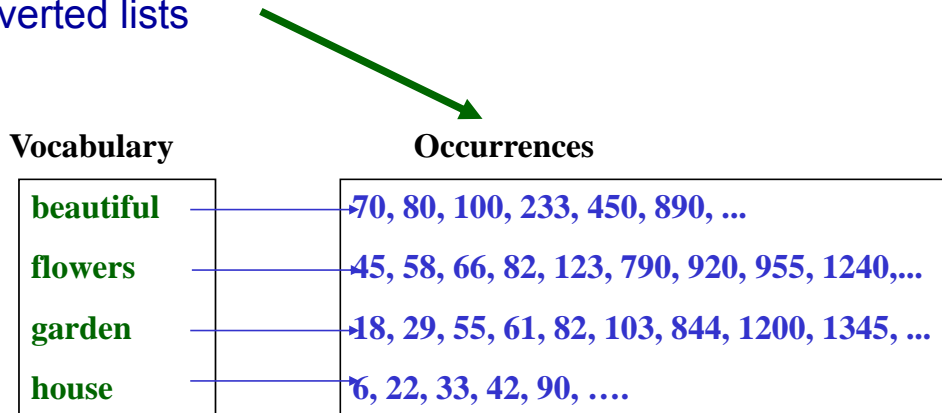 verted lists
Vocabulary Occurrences
beautiful 70, 80, 100, 233, 450, 890, ...
flowers 45, 58, 66, 82, 123, 790, 920, 955, 1240,...
garden 18, 29, 55, 61, 82, 103, 844, 1200, 1345, ...
house 6, 22, 33, 42, 90, ….